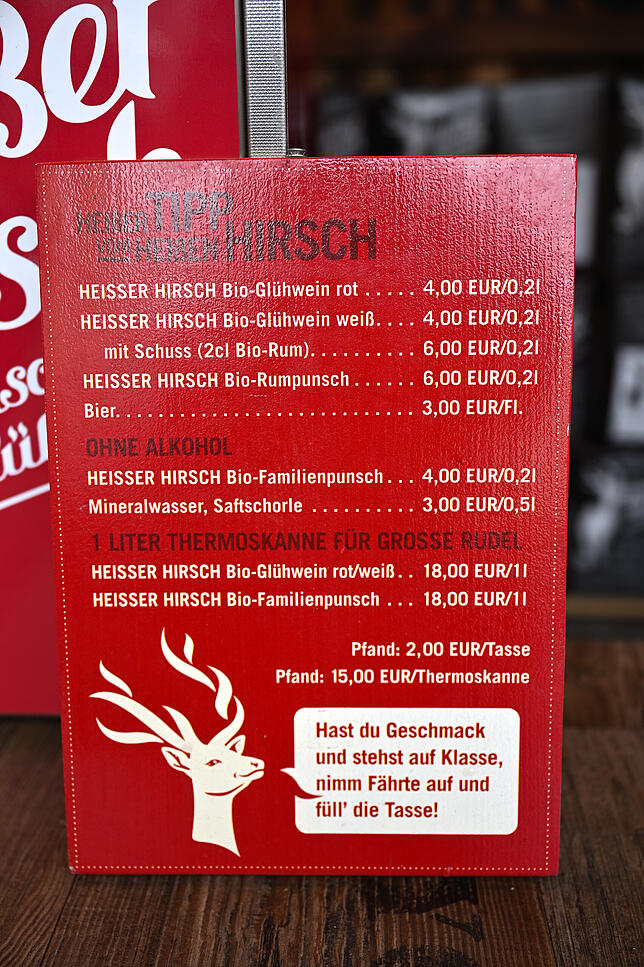 HEISSER TIPP
VOM HEISSEN HIRSCH
HEISSER HIRSCH Bio-Glühwein rot ..... 4,00 EUR/0,2l
HEISSER HIRSCH Bio-Glühwein weiß.... 4,00 EUR/0,2l
mit Schuss (2cl Bio-Rum).......... 6,00 EUR/0,2l
HEISSER HIRSCH Bio-Rumpunsch...... 6,00 EUR/0,2l
Bier............................ 3,00 EUR/Fl.
OHNE ALKOHOL
HEISSER HIRSCH Bio-Familienpunsch... 4,00 EUR/0,2l
Mineralwasser, Saftschorle .......... 3,00 EUR/0,5l
1 LITER THERMOSKANNE FÜR GROSSE RUDEL
HEISSER HIRSCH Bio-Glühwein rot/weiß.. 18,00 EUR/1l
HEISSER HIRSCH Bio-Familienpunsch ... 18,00 EUR/1l
Pfand: 2,00 EUR/Tasse
Pfand: 15,00 EUR/Thermoskanne
Hast du Geschmack
und stehst auf Klasse,
nimm Fährte auf und
füll’ die Tasse!